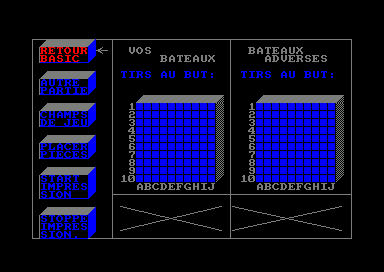 RETOUR
BASIC
AUTRE
PARTIE
CHAMPS
DE JEU
PLACER
PIECES
START
IMPRES
SION
STOPPE
IMPRES
SION.
VOS
BATEAUX
TIRS AU BUT:
1
2
3
4
5
6
7
8
9
10
ABCDEFGHIJ
BATEAUX
ADVERSES
TIRS AU BUT:
1
2
3
4
5
6
7
8
9
10
ABCDEFGHIJ